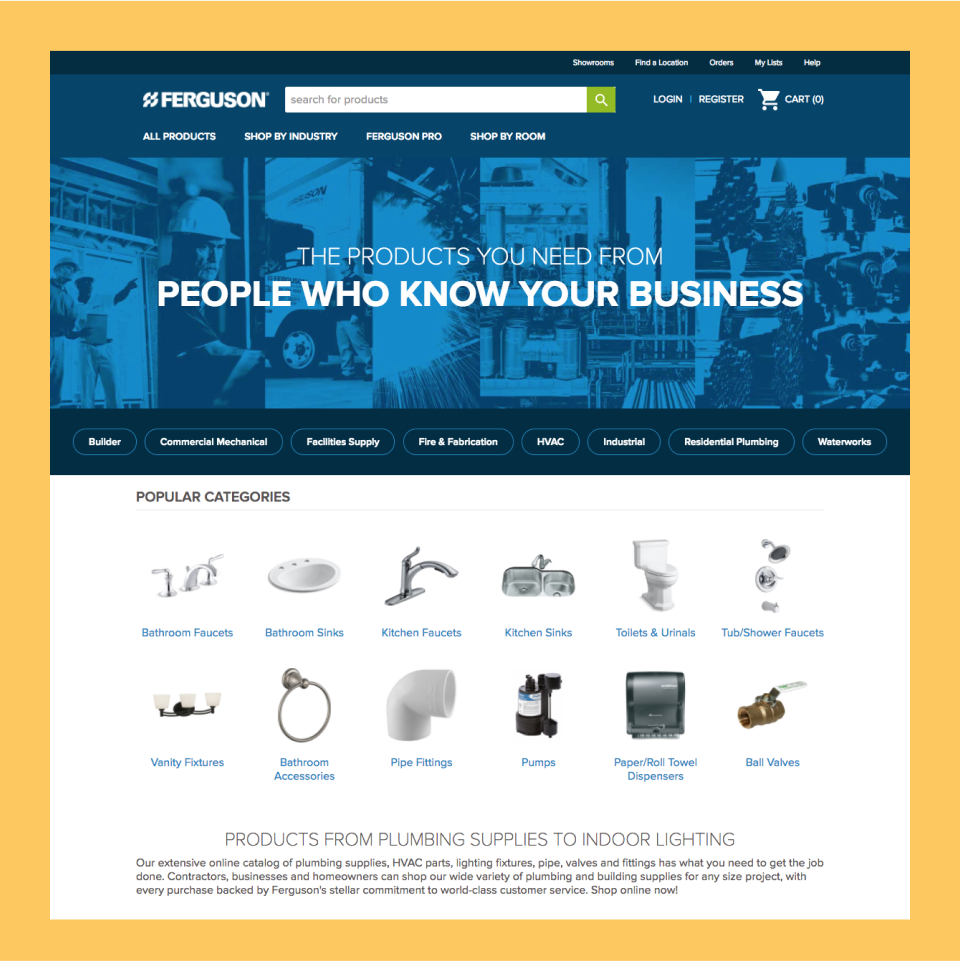 Showrooms Find a Location Orders My Lists Help
FERGUSON® search for products LOGIN | REGISTER CART (0)
ALL PRODUCTS SHOP BY INDUSTRY FERGUSON PRO SHOP BY ROOM
FERGUSON
THE PRODUCTS YOU NEED FROM
PEOPLE WHO KNOW YOUR BUSINESS
Builder Commercial Mechanical Facilities Supply Fire & Fabrication HVAC Industrial Residential Plumbing Waterworks
POPULAR CATEGORIES
Bathroom Faucets Bathroom Sinks Kitchen Faucets Kitchen Sinks Toilets & Urinals Tub/Shower Faucets
Vanity Fixtures Bathroom Accessories Pipe Fittings Pumps Paper/Roll Towel Dispensers Ball Valves
PRODUCTS FROM PLUMBING SUPPLIES TO INDOOR LIGHTING
Our extensive online catalog of plumbing supplies, HVAC parts, lighting fixtures, pipe, valves and fittings has what you need to get the job
done. Contractors, businesses and homeowners can shop our wide variety of plumbing and building supplies for any size project, with
every purchase backed by Ferguson's stellar commitment to world-class customer service. Shop online now!